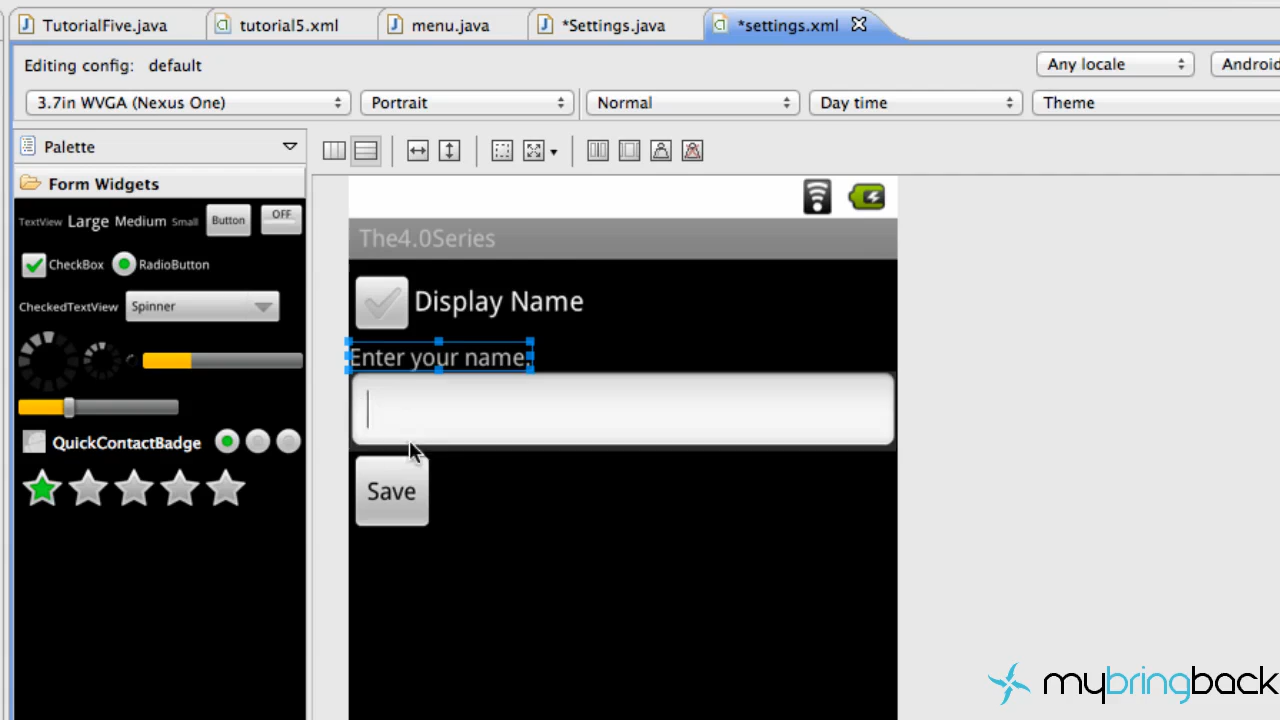 TutorialFive.java
tutorial5.xml
menu.java
*Settings.java
*settings.xml
Editing config: default
Any locale
Android
3.7in WVGA (Nexus One)
Portrait
Normal
Day time
Theme
Palette
Form Widgets
TextView Large Medium Small Button OFF
CheckBox RadioButton
CheckedTextView Spinner
QuickContactBadge
The4.0Series
Display Name
Enter your name.
Save
mybringback